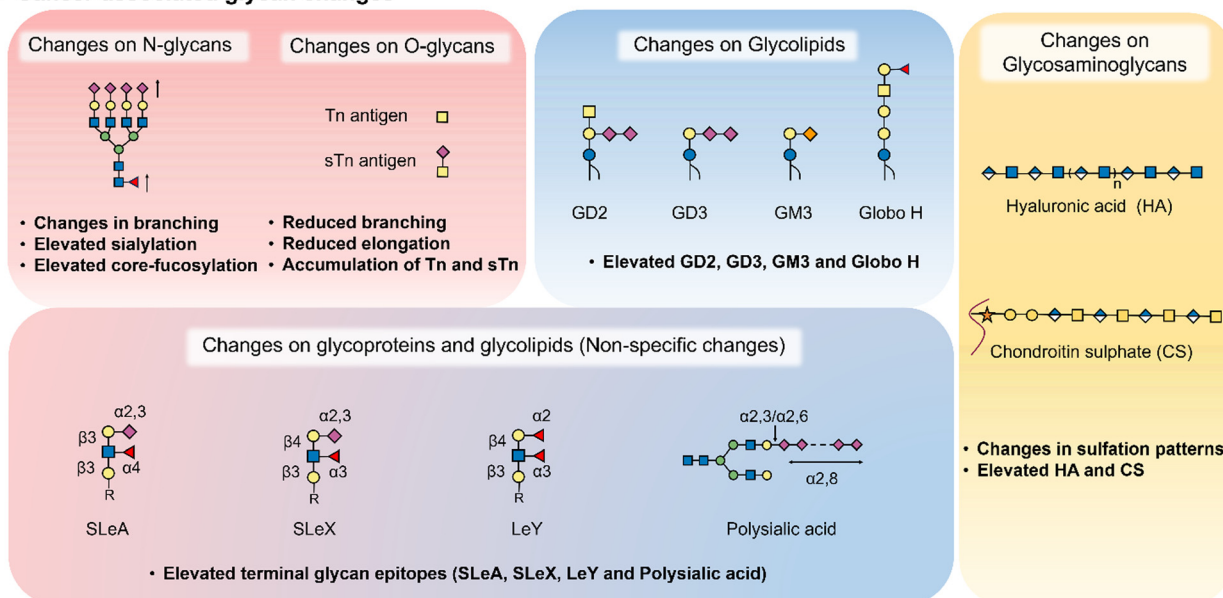 Changes on N-glycans
• Changes in branching
• Elevated sialylation
• Elevated core-fucosylation
Changes on O-glycans
Tn antigen
sTn antigen
• Reduced branching
• Reduced elongation
• Accumulation of Tn and sTn
Changes on Glycolipids
GD2
GD3
GM3
Globo H
• Elevated GD2, GD3, GM3 and Globo H
Changes on
Glycosaminoglycans
n
Hyaluronic acid (HA)
Chondroitin sulphate (CS)
• Changes in sulfation patterns
• Elevated HA and CS
Changes on glycoproteins and glycolipids (Non-specific changes)
α2,3
β3
β3
α4
R
SLeA
α2,3
β4
β3
α3
R
SLeX
α2
β4
β3
α3
R
LeY
α2,3/α2,6
α2,8
Polysialic acid
• Elevated terminal glycan epitopes (SLeA, SLeX, LeY and Polysialic acid)